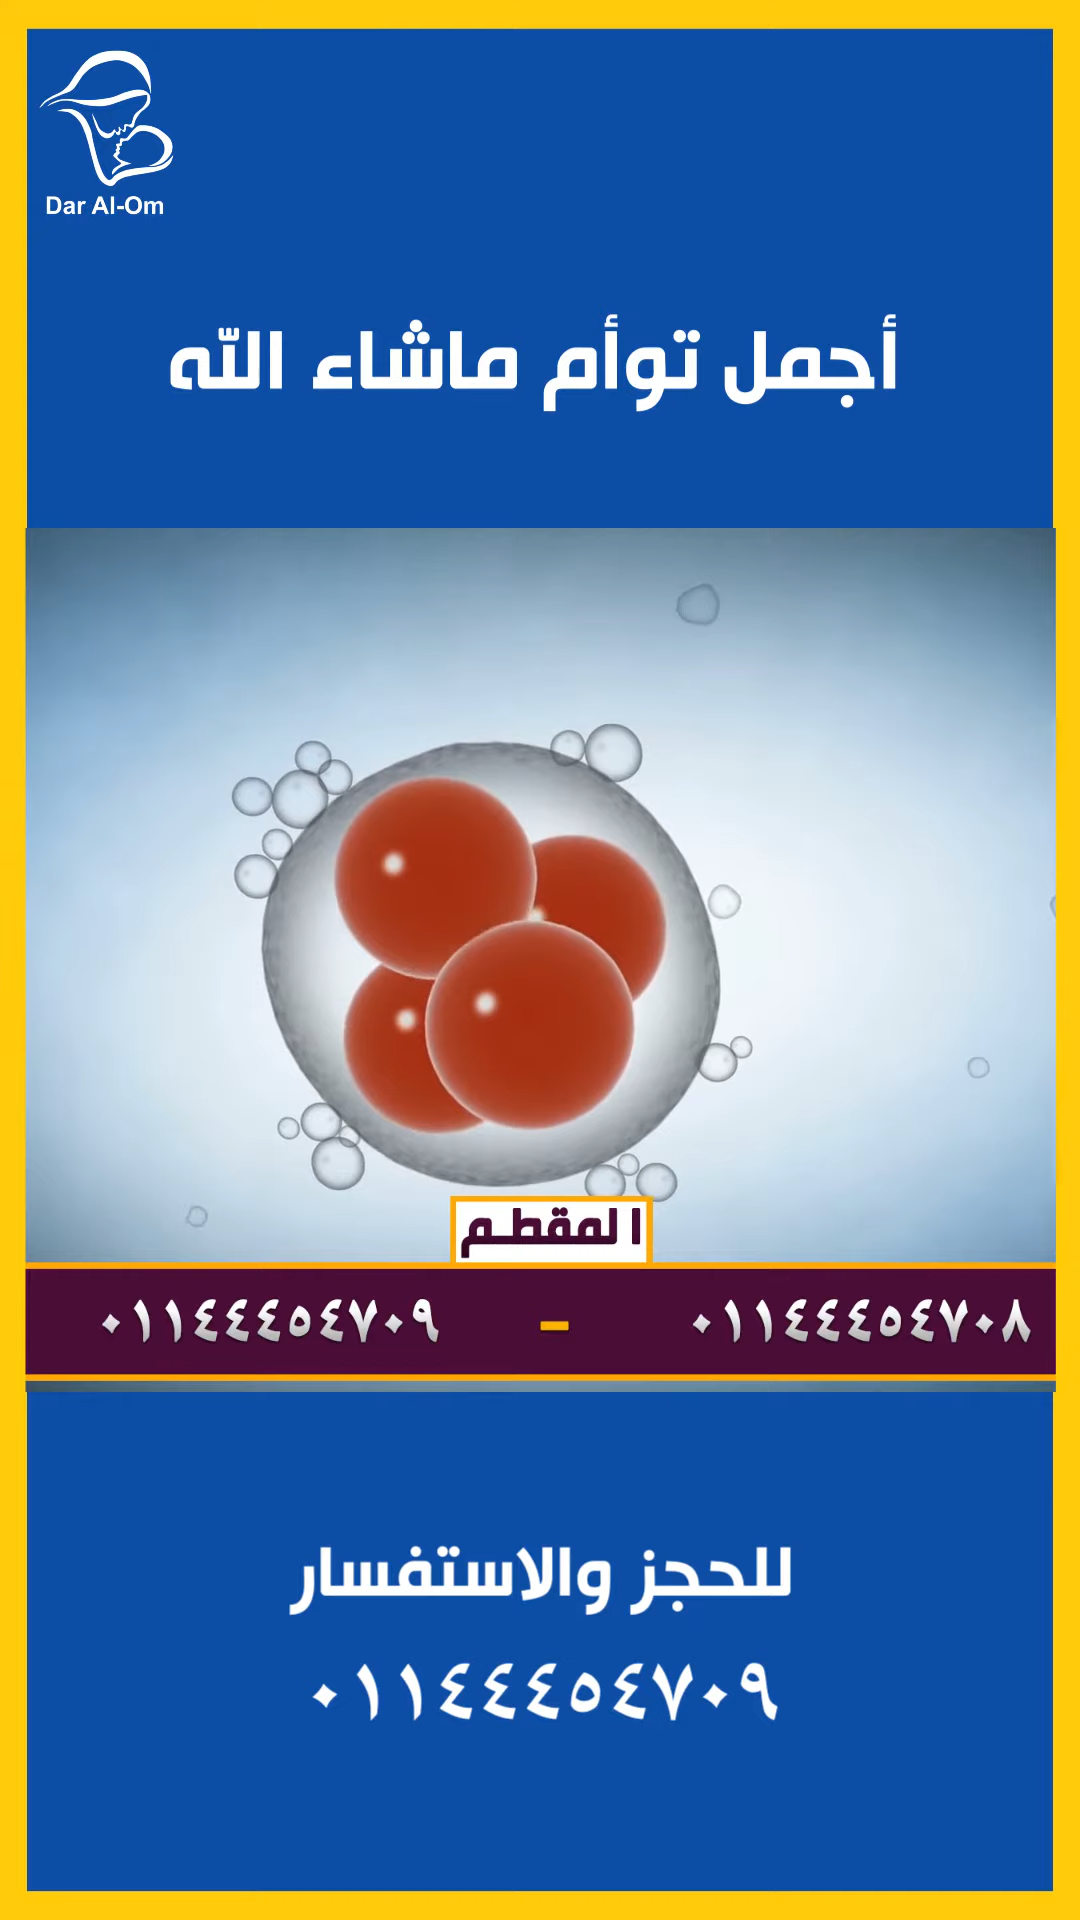 Dar Al-Om
أجمل توأم ماشاء الله
المقطم
٠١١٤٤٤٥٤٧٠٩ - ٠١١٤٤٤٥٤٧٠٨
للحجز والاستفسار
٠١١٤٤٤٥٤٧٠٩